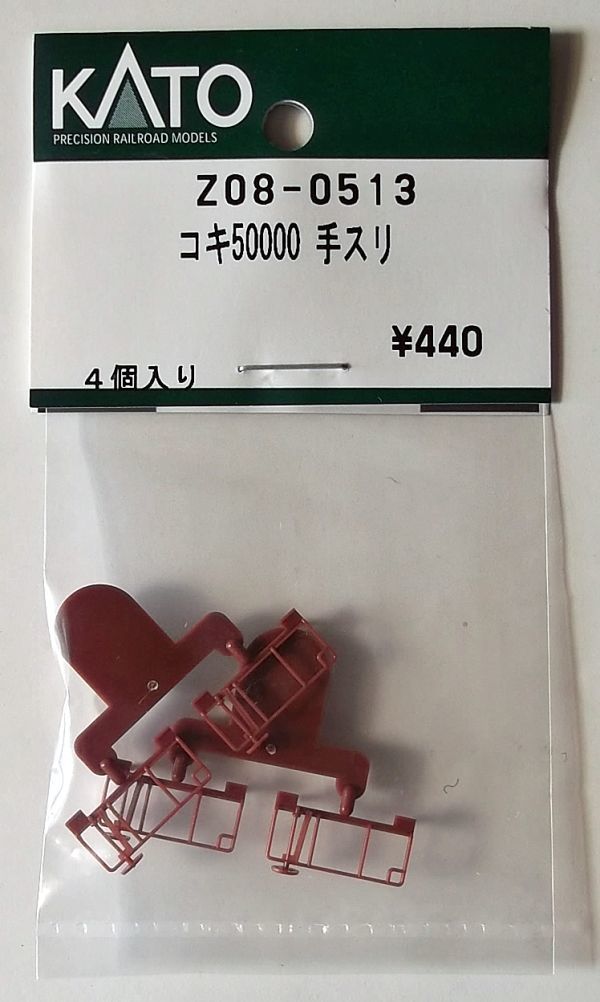 KATO
PRECISION RAILROAD MODELS
Z08-0513
コキ50000 手スリ
¥440
4個入り